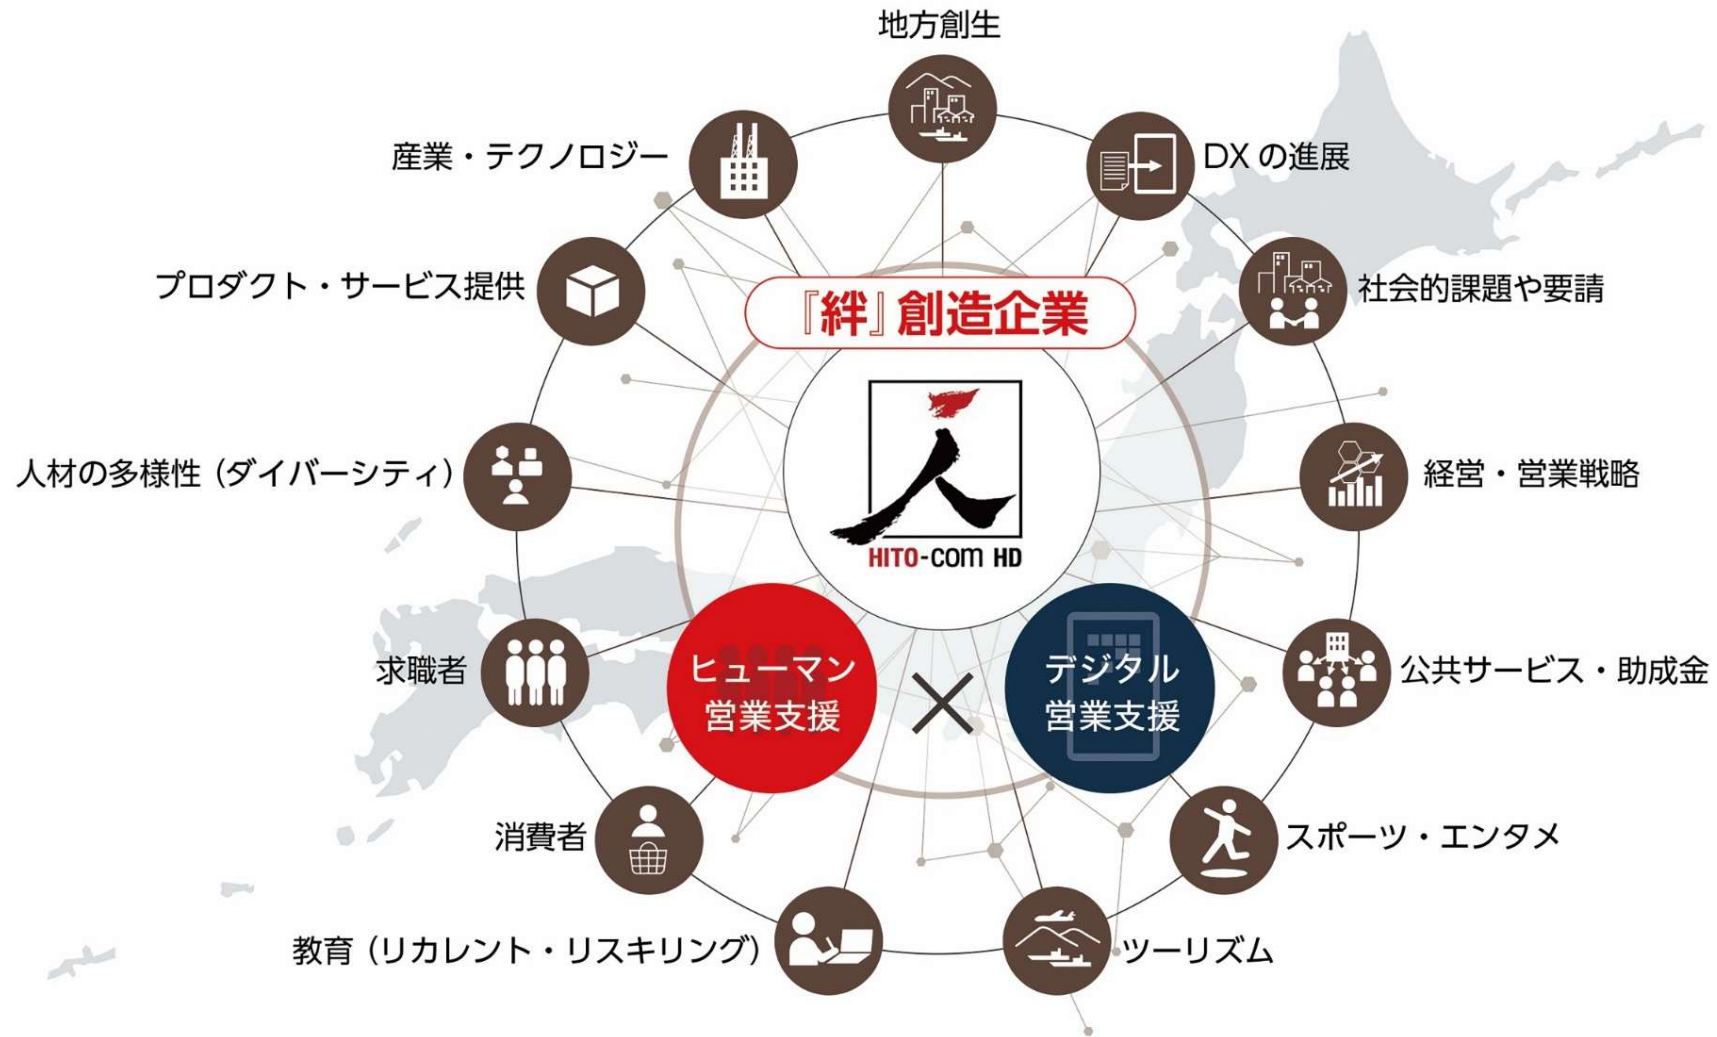 地方創生
産業・テクノロジー
DXの進展
プロダクト・サービス提供
社会的課題や要請
『絆』創造企業
人材の多様性（ダイバーシティ）
経営・営業戦略
人
HITO-COM HD
求職者
ヒューマン
営業支援
×
デジタル
営業支援
公共サービス・助成金
消費者
スポーツ・エンタメ
教育（リカレント・リスキリング）
ツーリズム